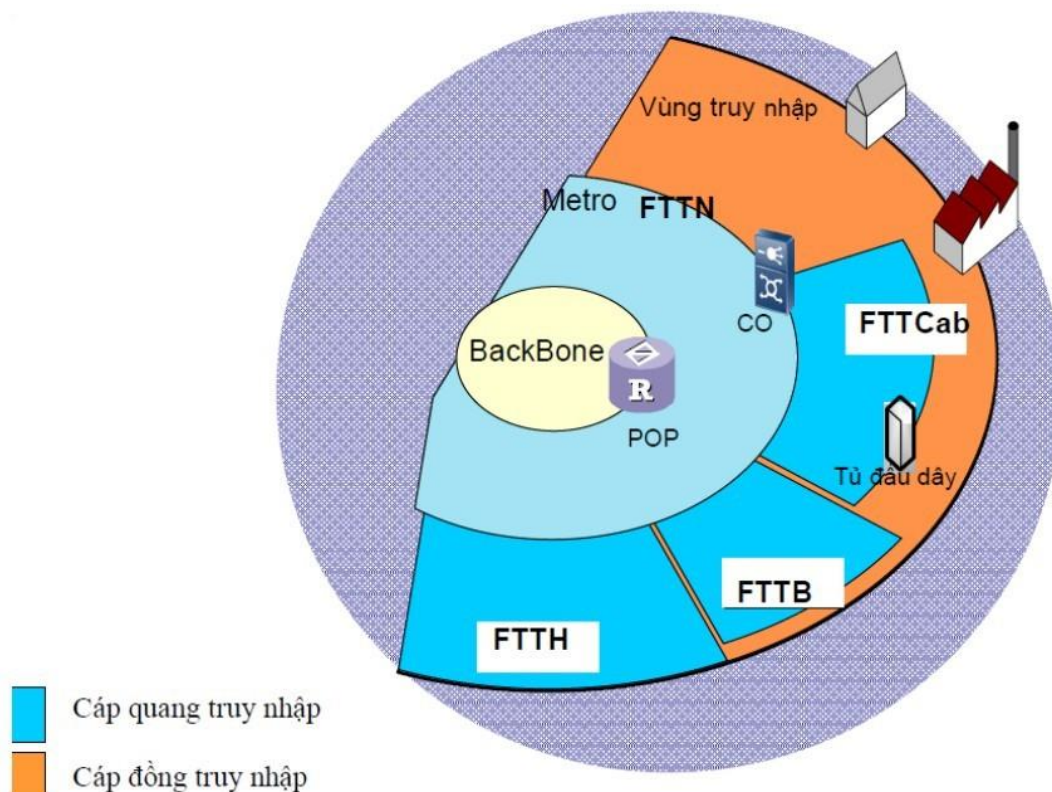 Vùng truy nhập
Metro
FTTN
CO
FTTCab
BackBone
R
POP
Tủ đấu dây
FTTB
FTTH
Cáp quang truy nhập
Cáp đồng truy nhập